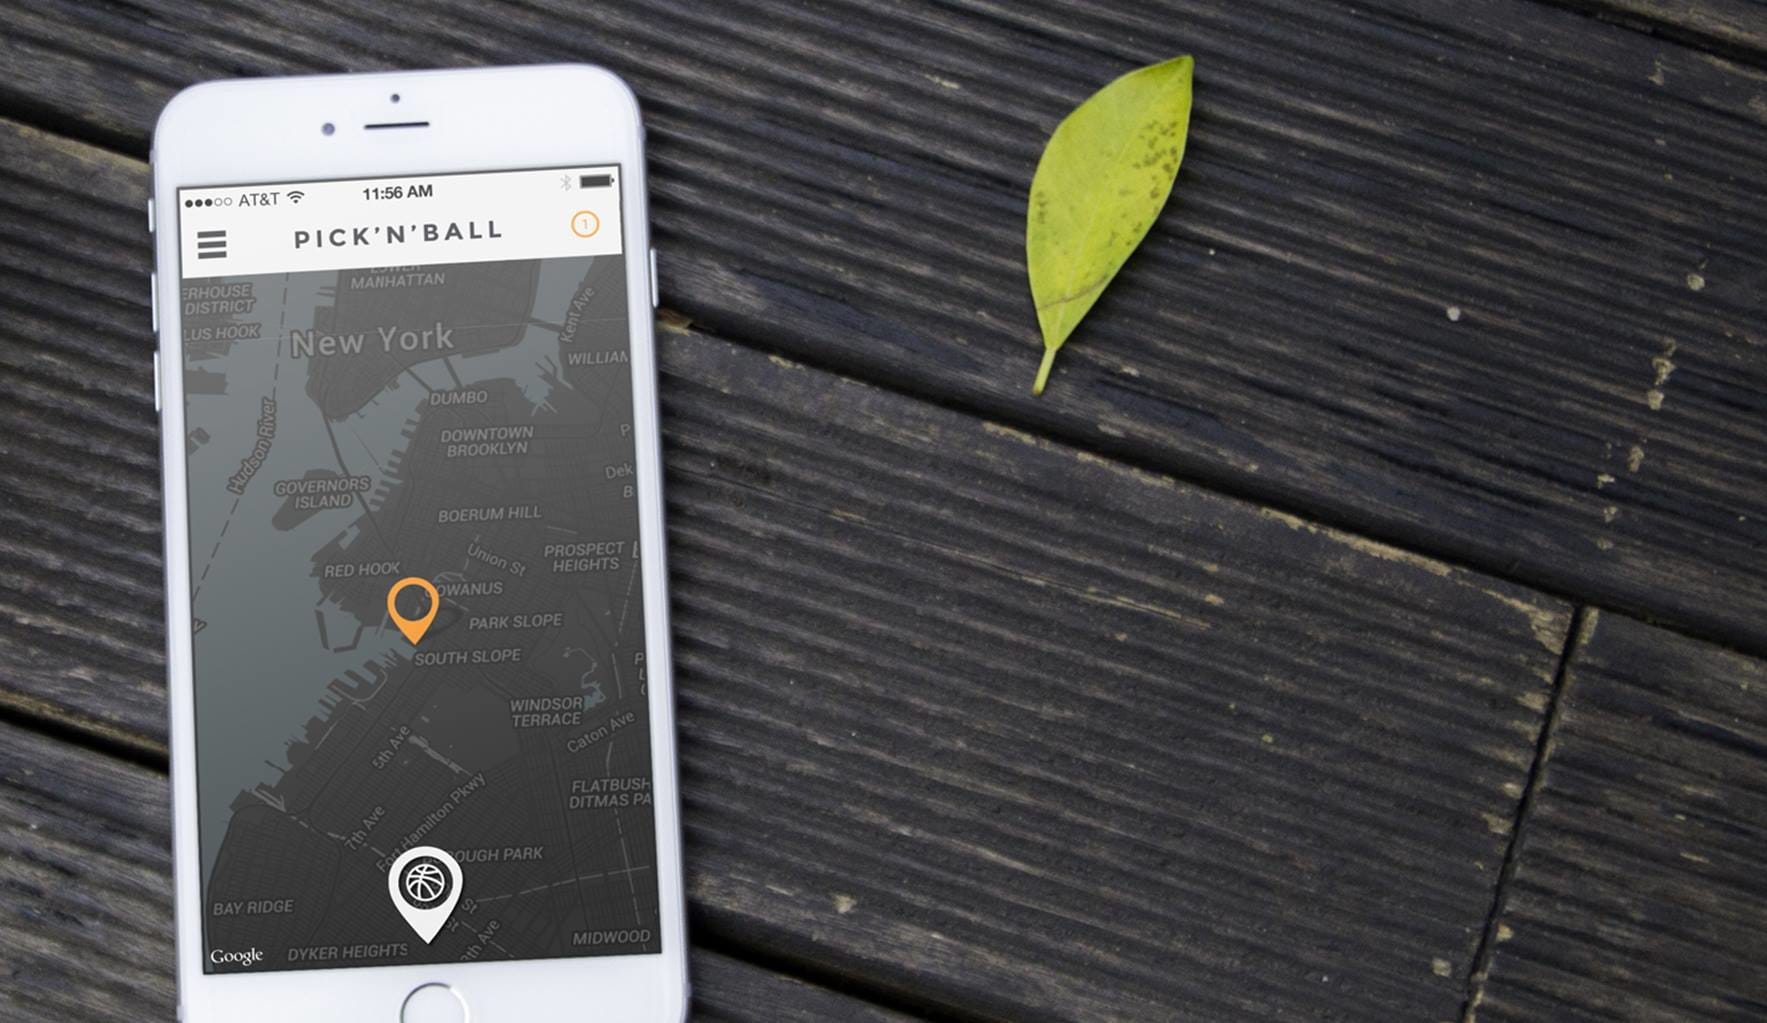 AT&T
11:56 AM
PICK'N'BALL
1
MANHATTAN
ERHOUSE
DISTRICT
LUS HOOK
New York
Kent Ave
WILLIAM
DUMBO
Hudson River
DOWNTOWN
BROOKLYN
P
Dek
B
GOVERNORS
ISLAND
BOERUM HILL
Union St
PROSPECT
HEIGHTS
RED HOOK
OWANUS
PARK SLOPE
SOUTH SLOPE
WINDSOR
TERRACE
Caton Ave
5th Ave
FLATBUSH
DITMAS PA
7th Ave
Fort Hamilton Pkwy
OUGH PARK
BAY RIDGE
St
Google
DYKER HEIGHTS
MIDWOOD